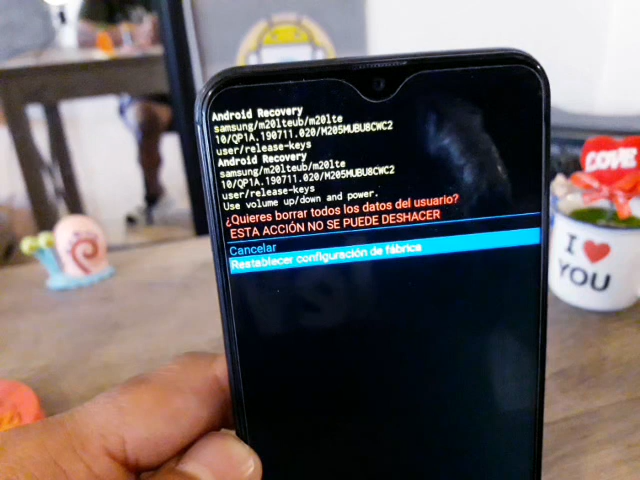 Android Recovery
samsung/m20lteub/m20lte
10/QP1A.190711.020/M205MUBU8CWC2
user/release-keys
Android Recovery
samsung/m20lteub/m20lte
10/QP1A.190711.020/M205MUBU8CWC2
user/release-keys
Use volume up/down and power.
¿Quieres borrar todos los datos del usuario?
ESTA ACCIÓN NO SE PUEDE DESHACER
Cancelar
Restablecer configuración de fábrica
LOVE
I
YOU